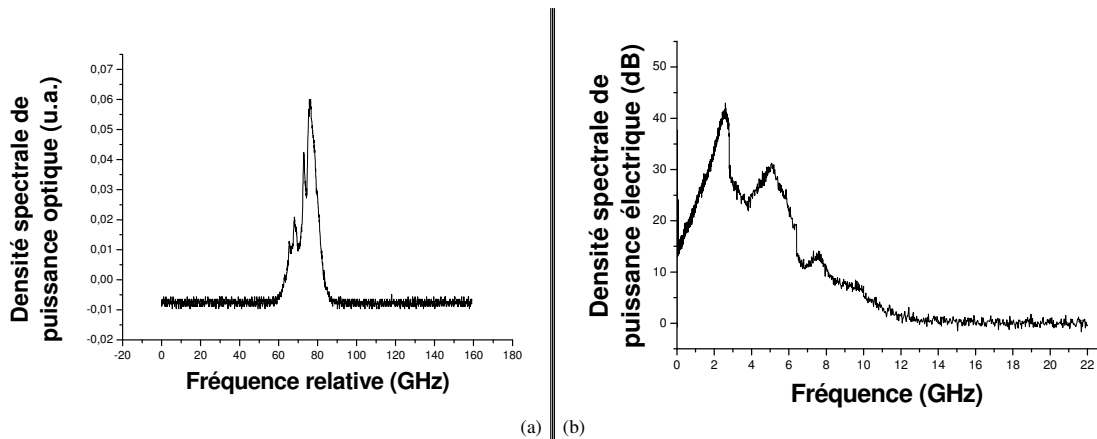 Densité spectrale de
puissance optique (u.a.)
0,07
0,06
0,05
0,04
0,03
0,02
0,01
0,00
-0,01
-0,02
-20 0 20 40 60 80 100 120 140 160 180
Fréquence relative (GHz)
(a)
Densité spectrale de
puissance électrique (dB)
50
40
30
20
10
0
0 2 4 6 8 10 12 14 16 18 20 22
Fréquence (GHz)
(b)